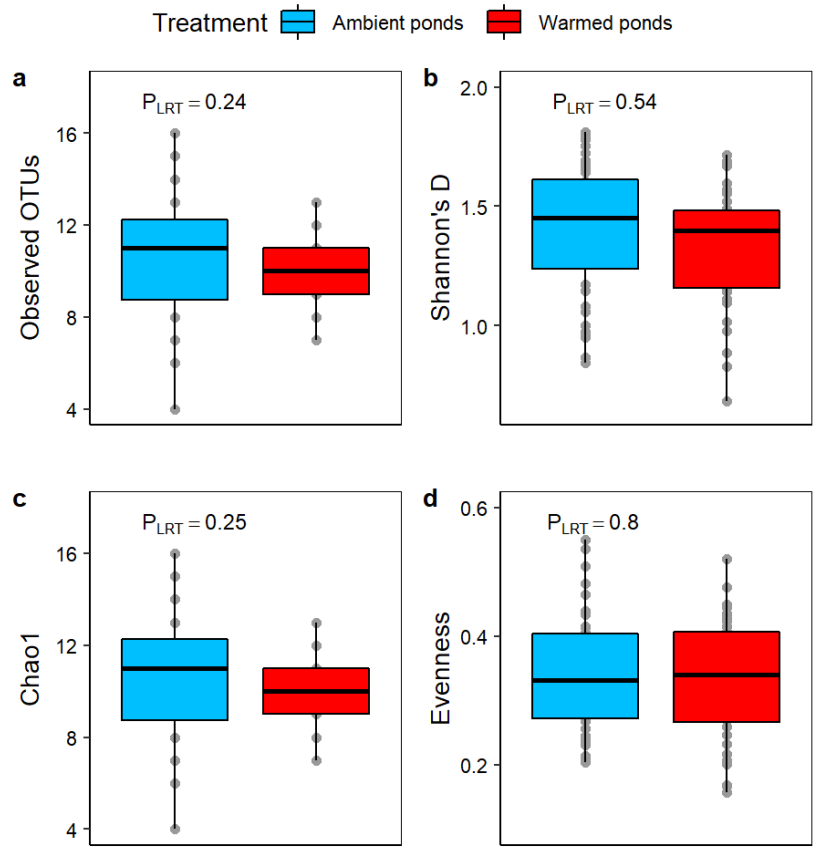 Treatment Ambient ponds Warmed ponds
a
P_LRT = 0.24
Observed OTUs
16
12
8
4
b
P_LRT = 0.54
Shannon's D
2.0
1.5
1.0
c
P_LRT = 0.25
Chao1
16
12
8
4
d
P_LRT = 0.8
Evenness
0.6
0.4
0.2